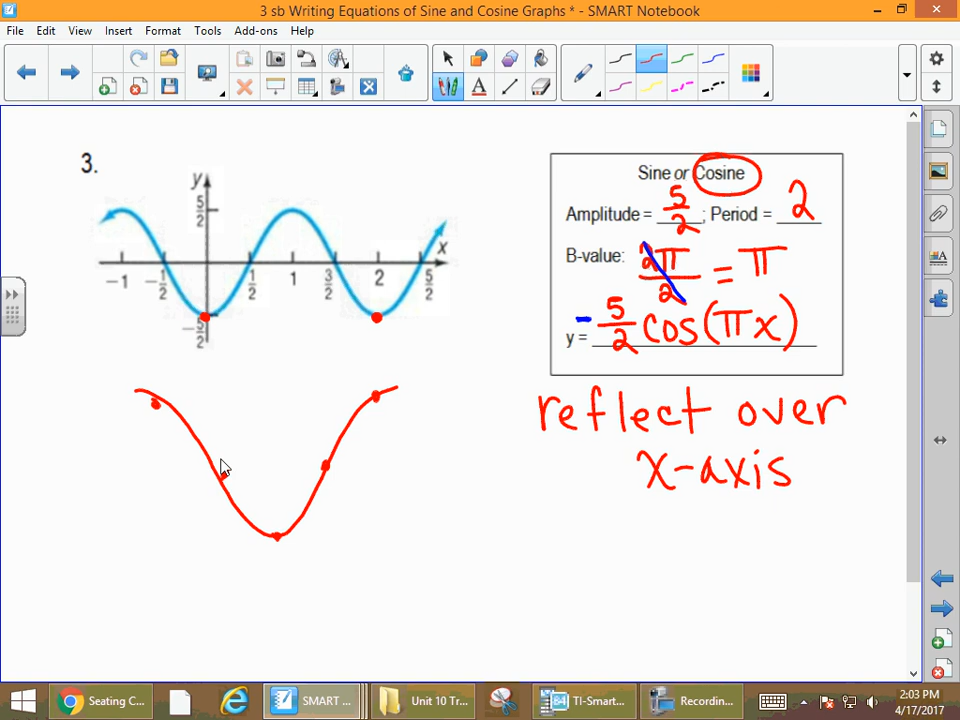 3 sb Writing Equations of Sine and Cosine Graphs * - SMART Notebook
File Edit View Insert Format Tools Add-ons Help
3.
y
5/2
x
-1 -1/2 1/2 1 3/2 2 5/2
-5/2
Sine or Cosine
Amplitude = 5/2 ; Period = 2
B-value: 2π/2 = π
y = -5/2 cos(πx)
reflect over
x-axis
Seating C... SMART ... Unit 10 Tr... TI-Smart... Recording...
2:03 PM
4/17/2017